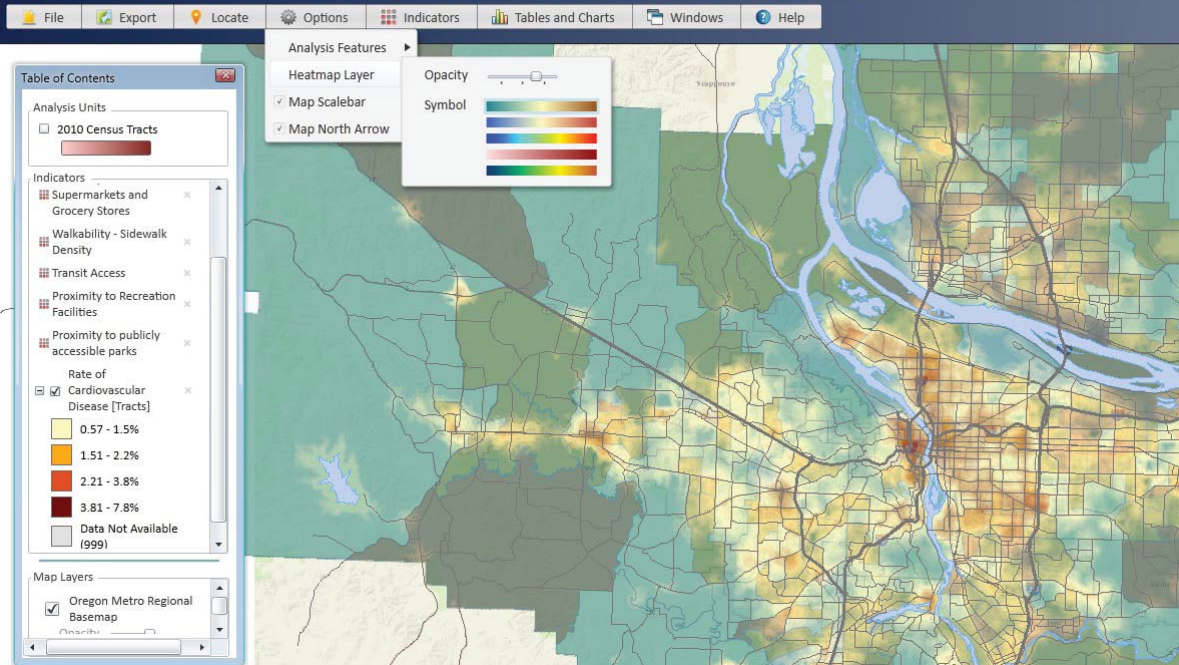 File
Export
Locate
Options
Indicators
Tables and Charts
Windows
Help
Analysis Features
Heatmap Layer
Map Scalebar
Map North Arrow
Opacity
Symbol
Table of Contents
Analysis Units
2010 Census Tracts
Indicators
Supermarkets and
Grocery Stores
Walkability - Sidewalk
Density
Transit Access
Proximity to Recreation
Facilities
Proximity to publicly
accessible parks
Rate of
Cardiovascular
Disease [Tracts]
0.57 - 1.5%
1.51 - 2.2%
2.21 - 3.8%
3.81 - 7.8%
Data Not Available
(999)
Map Layers
Oregon Metro Regional
Basemap
Opacity
Scappoose